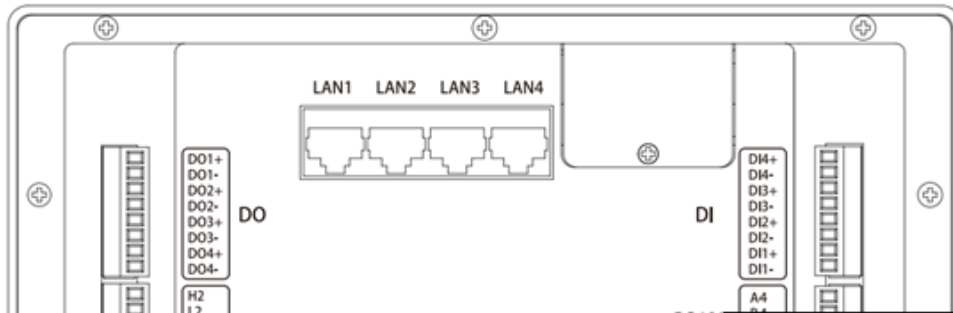 LAN1 LAN2 LAN3 LAN4
DO1+
DO1-
DO2+
DO2-
DO3+
DO3-
DO4+
DO4-
DO
H2
L2
DI
DI4+
DI4-
DI3+
DI3-
DI2+
DI2-
DI1+
DI1-
A4